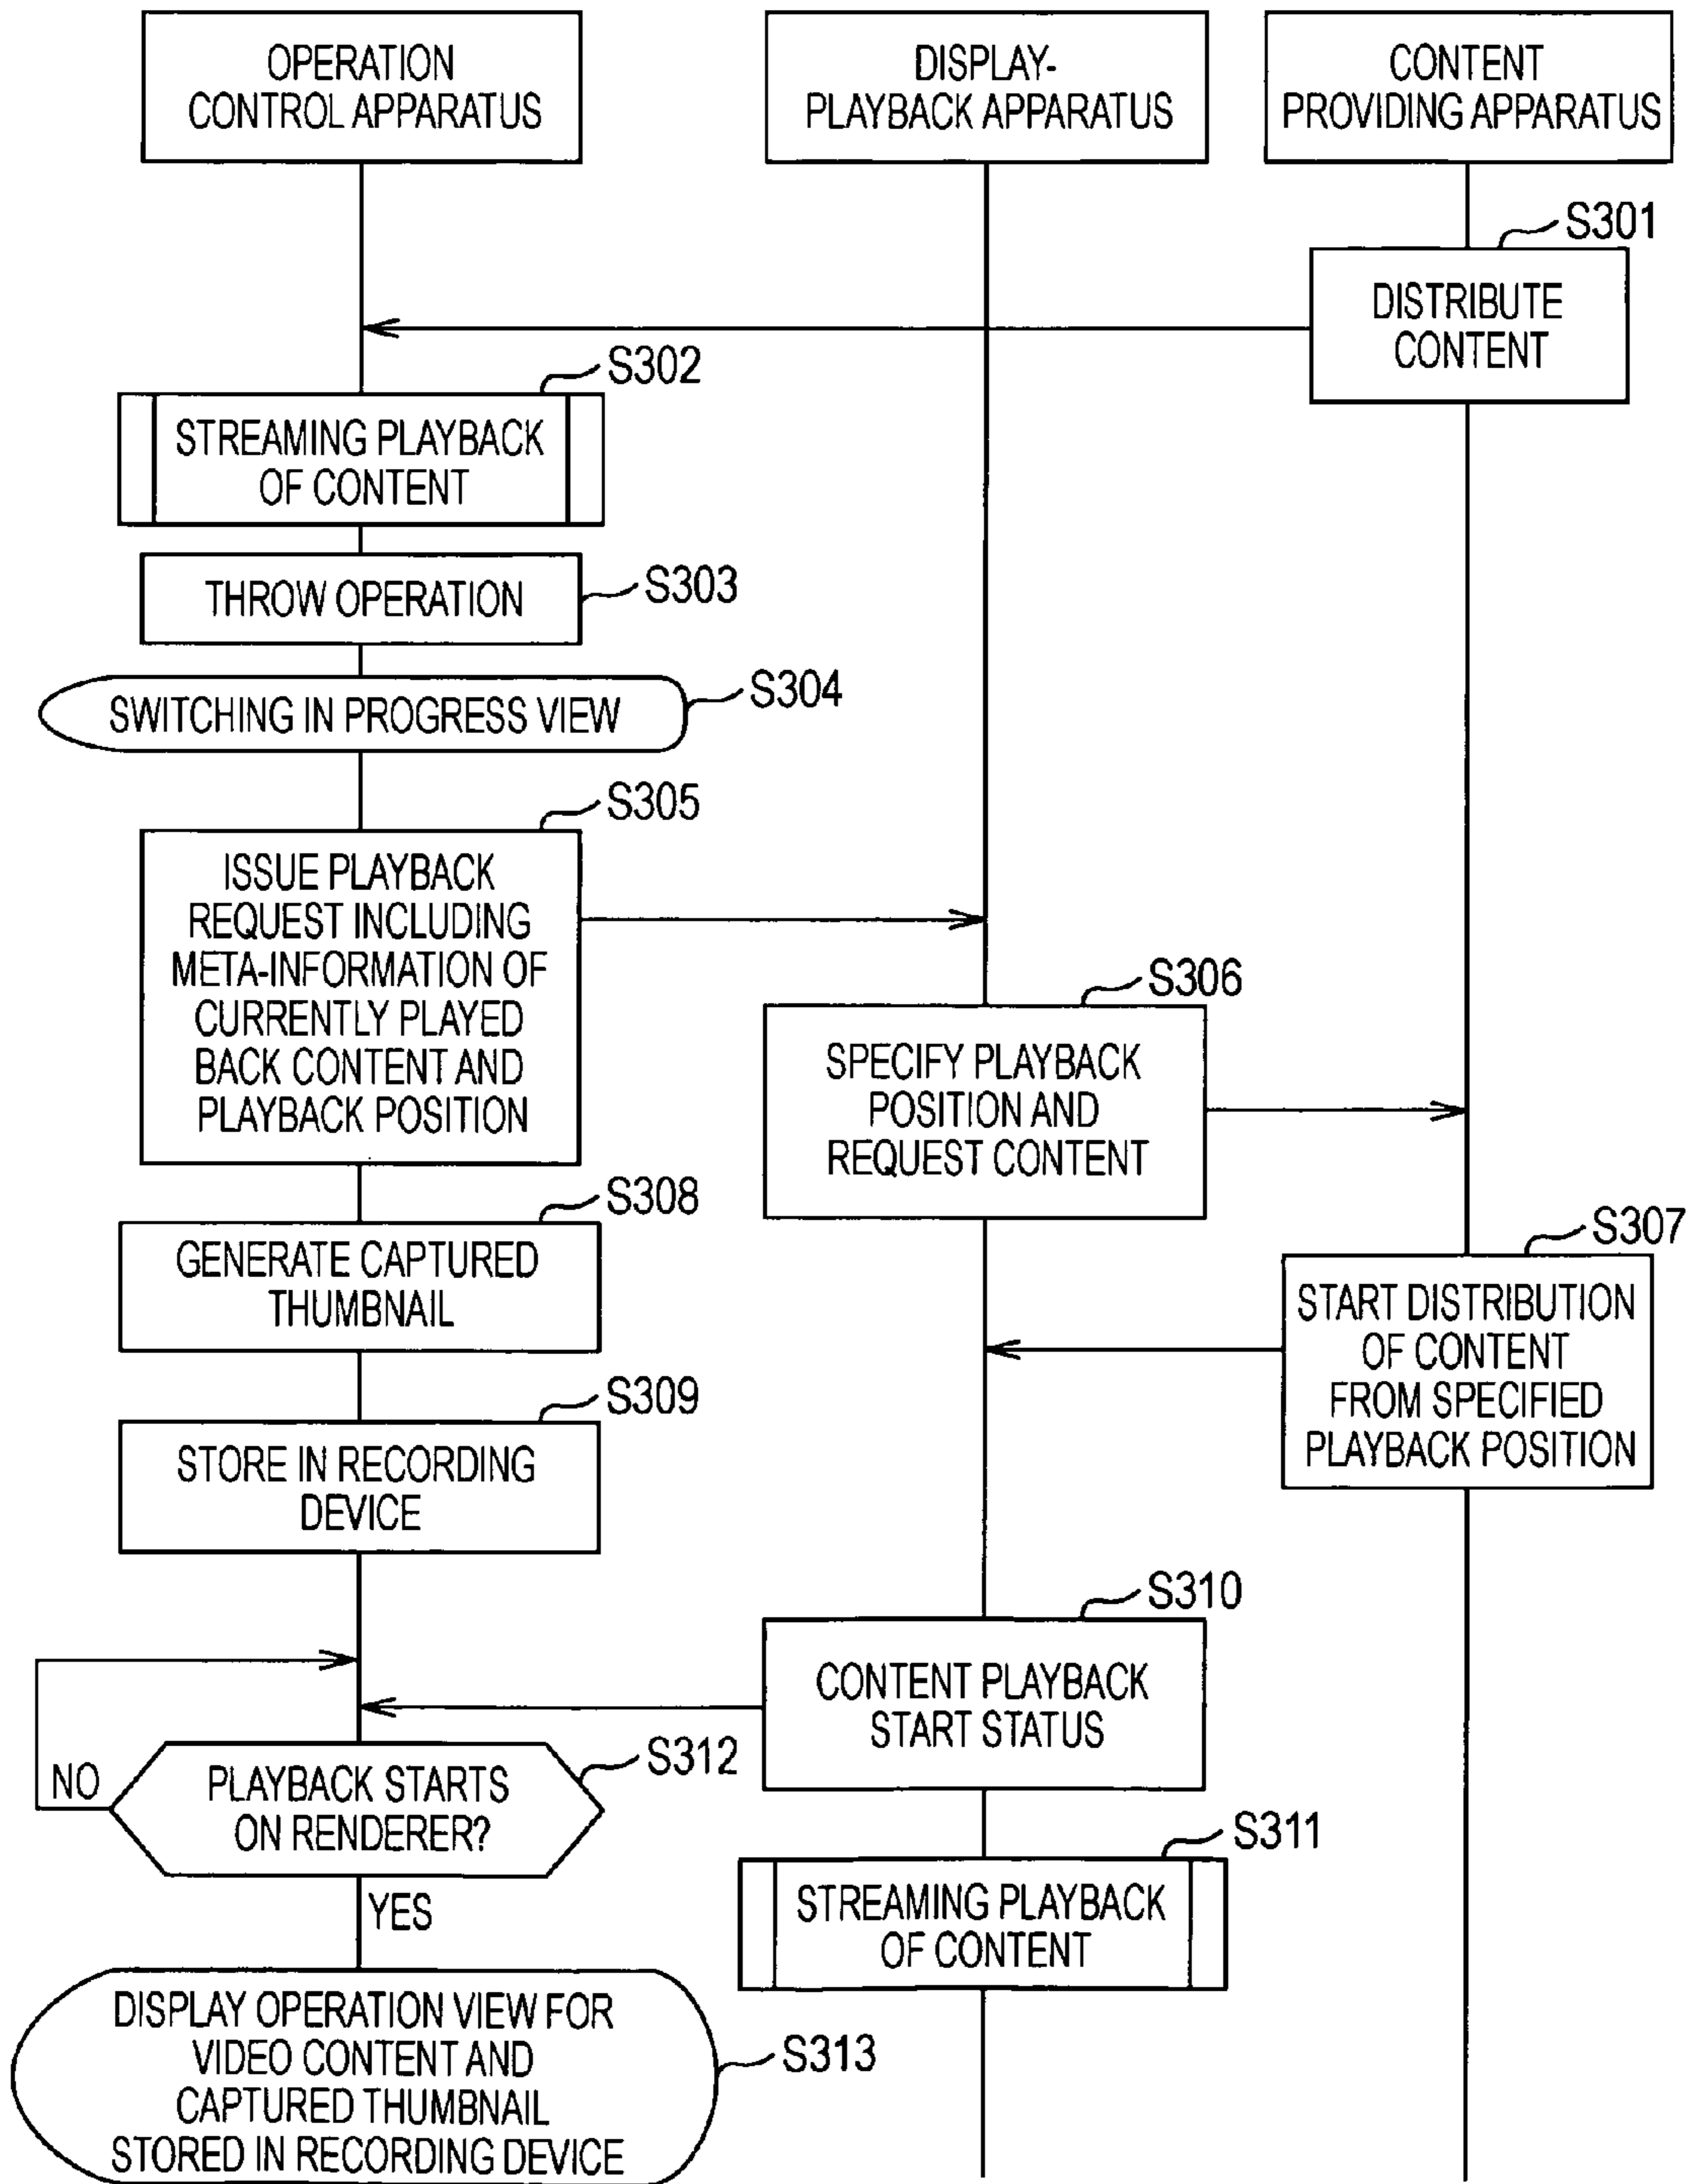 OPERATION
CONTROL APPARATUS
DISPLAY-
PLAYBACK APPARATUS
CONTENT
PROVIDING APPARATUS
S301
DISTRIBUTE
CONTENT
S302
STREAMING PLAYBACK
OF CONTENT
THROW OPERATION
S303
SWITCHING IN PROGRESS VIEW
S304
S305
ISSUE PLAYBACK
REQUEST INCLUDING
META-INFORMATION OF
CURRENTLY PLAYED
BACK CONTENT AND
PLAYBACK POSITION
S306
SPECIFY PLAYBACK
POSITION AND
REQUEST CONTENT
S307
START DISTRIBUTION
OF CONTENT
FROM SPECIFIED
PLAYBACK POSITION
S308
GENERATE CAPTURED
THUMBNAIL
S309
STORE IN RECORDING
DEVICE
S310
CONTENT PLAYBACK
START STATUS
S312
NO
PLAYBACK STARTS
ON RENDERER?
YES
S311
STREAMING PLAYBACK
OF CONTENT
DISPLAY OPERATION VIEW FOR
VIDEO CONTENT AND
CAPTURED THUMBNAIL
STORED IN RECORDING DEVICE
S313